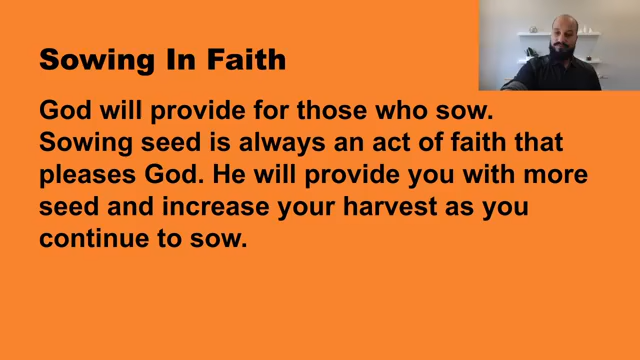 Sowing In Faith
God will provide for those who sow.
Sowing seed is always an act of faith that
pleases God. He will provide you with more
seed and increase your harvest as you
continue to sow.